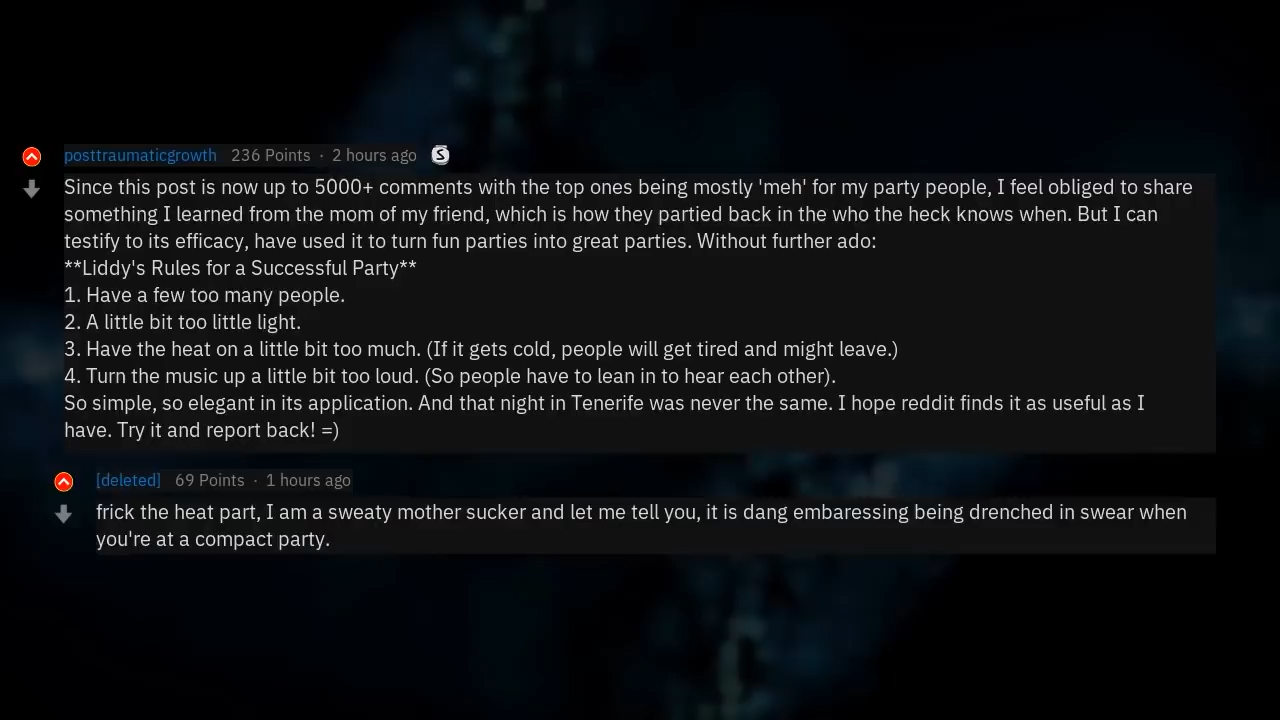 posttraumaticgrowth 236 Points · 2 hours ago S
Since this post is now up to 5000+ comments with the top ones being mostly 'meh' for my party people, I feel obliged to share
something I learned from the mom of my friend, which is how they partied back in the who the heck knows when. But I can
testify to its efficacy, have used it to turn fun parties into great parties. Without further ado:
**Liddy's Rules for a Successful Party**
1. Have a few too many people.
2. A little bit too little light.
3. Have the heat on a little bit too much. (If it gets cold, people will get tired and might leave.)
4. Turn the music up a little bit too loud. (So people have to lean in to hear each other).
So simple, so elegant in its application. And that night in Tenerife was never the same. I hope reddit finds it as useful as I
have. Try it and report back! =)
[deleted] 69 Points · 1 hours ago
frick the heat part, I am a sweaty mother sucker and let me tell you, it is dang embaressing being drenched in swear when
you're at a compact party.